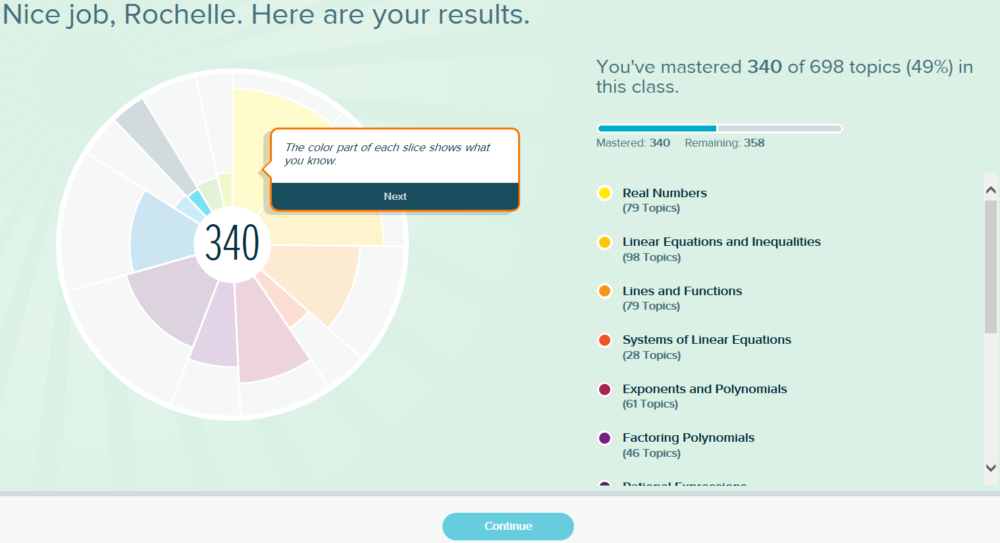 Nice job, Rochelle. Here are your results.
You've mastered 340 of 698 topics (49%) in
this class.
Mastered: 340 Remaining: 358
The color part of each slice shows what
you know.
Next
340
Real Numbers
(79 Topics)
Linear Equations and Inequalities
(98 Topics)
Lines and Functions
(79 Topics)
Systems of Linear Equations
(28 Topics)
Exponents and Polynomials
(61 Topics)
Factoring Polynomials
(46 Topics)
Rational Expressions
Continue